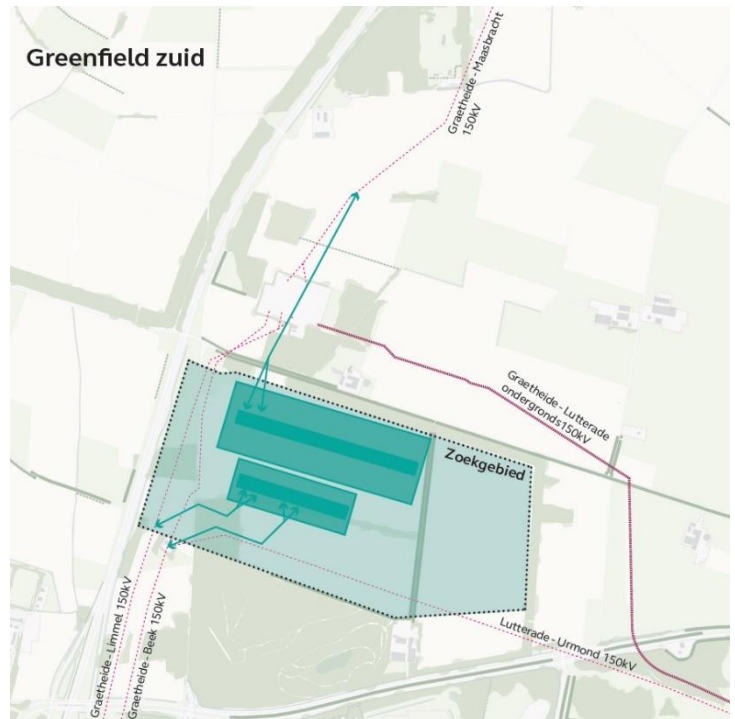 Greenfield zuid
Graetheide - Maasbracht
150kV
Graetheide - Lutterade
ondergronds150kV
Zoekgebied
Lutterade - Urmond 150kV
Graetheide - Limmel 150kV
Graetheide - Beek 150kV